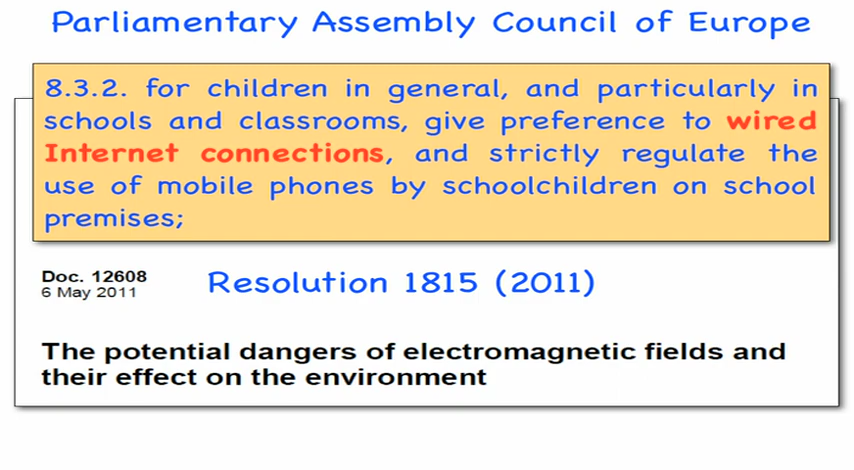 Parliamentary Assembly Council of Europe
8.3.2. for children in general, and particularly in
schools and classrooms, give preference to wired
Internet connections, and strictly regulate the
use of mobile phones by schoolchildren on school
premises;
Doc. 12608
6 May 2011
Resolution 1815 (2011)
The potential dangers of electromagnetic fields and
their effect on the environment